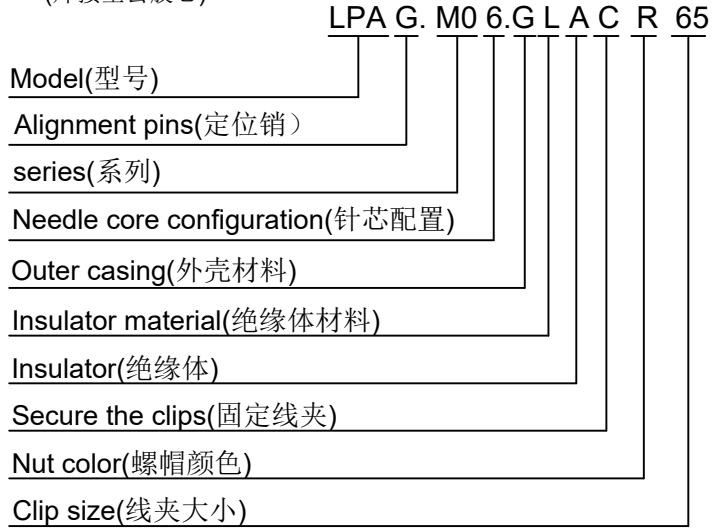 LPA G. M0 6.G L A C R 65
Model(型号)
Alignment pins(定位销）
series(系列)
Needle core configuration(针芯配置)
Outer casing(外壳材料)
Insulator material(绝缘体材料)
Insulator(绝缘体)
Secure the clips(固定线夹)
Nut color(螺帽颜色)
Clip size(线夹大小)